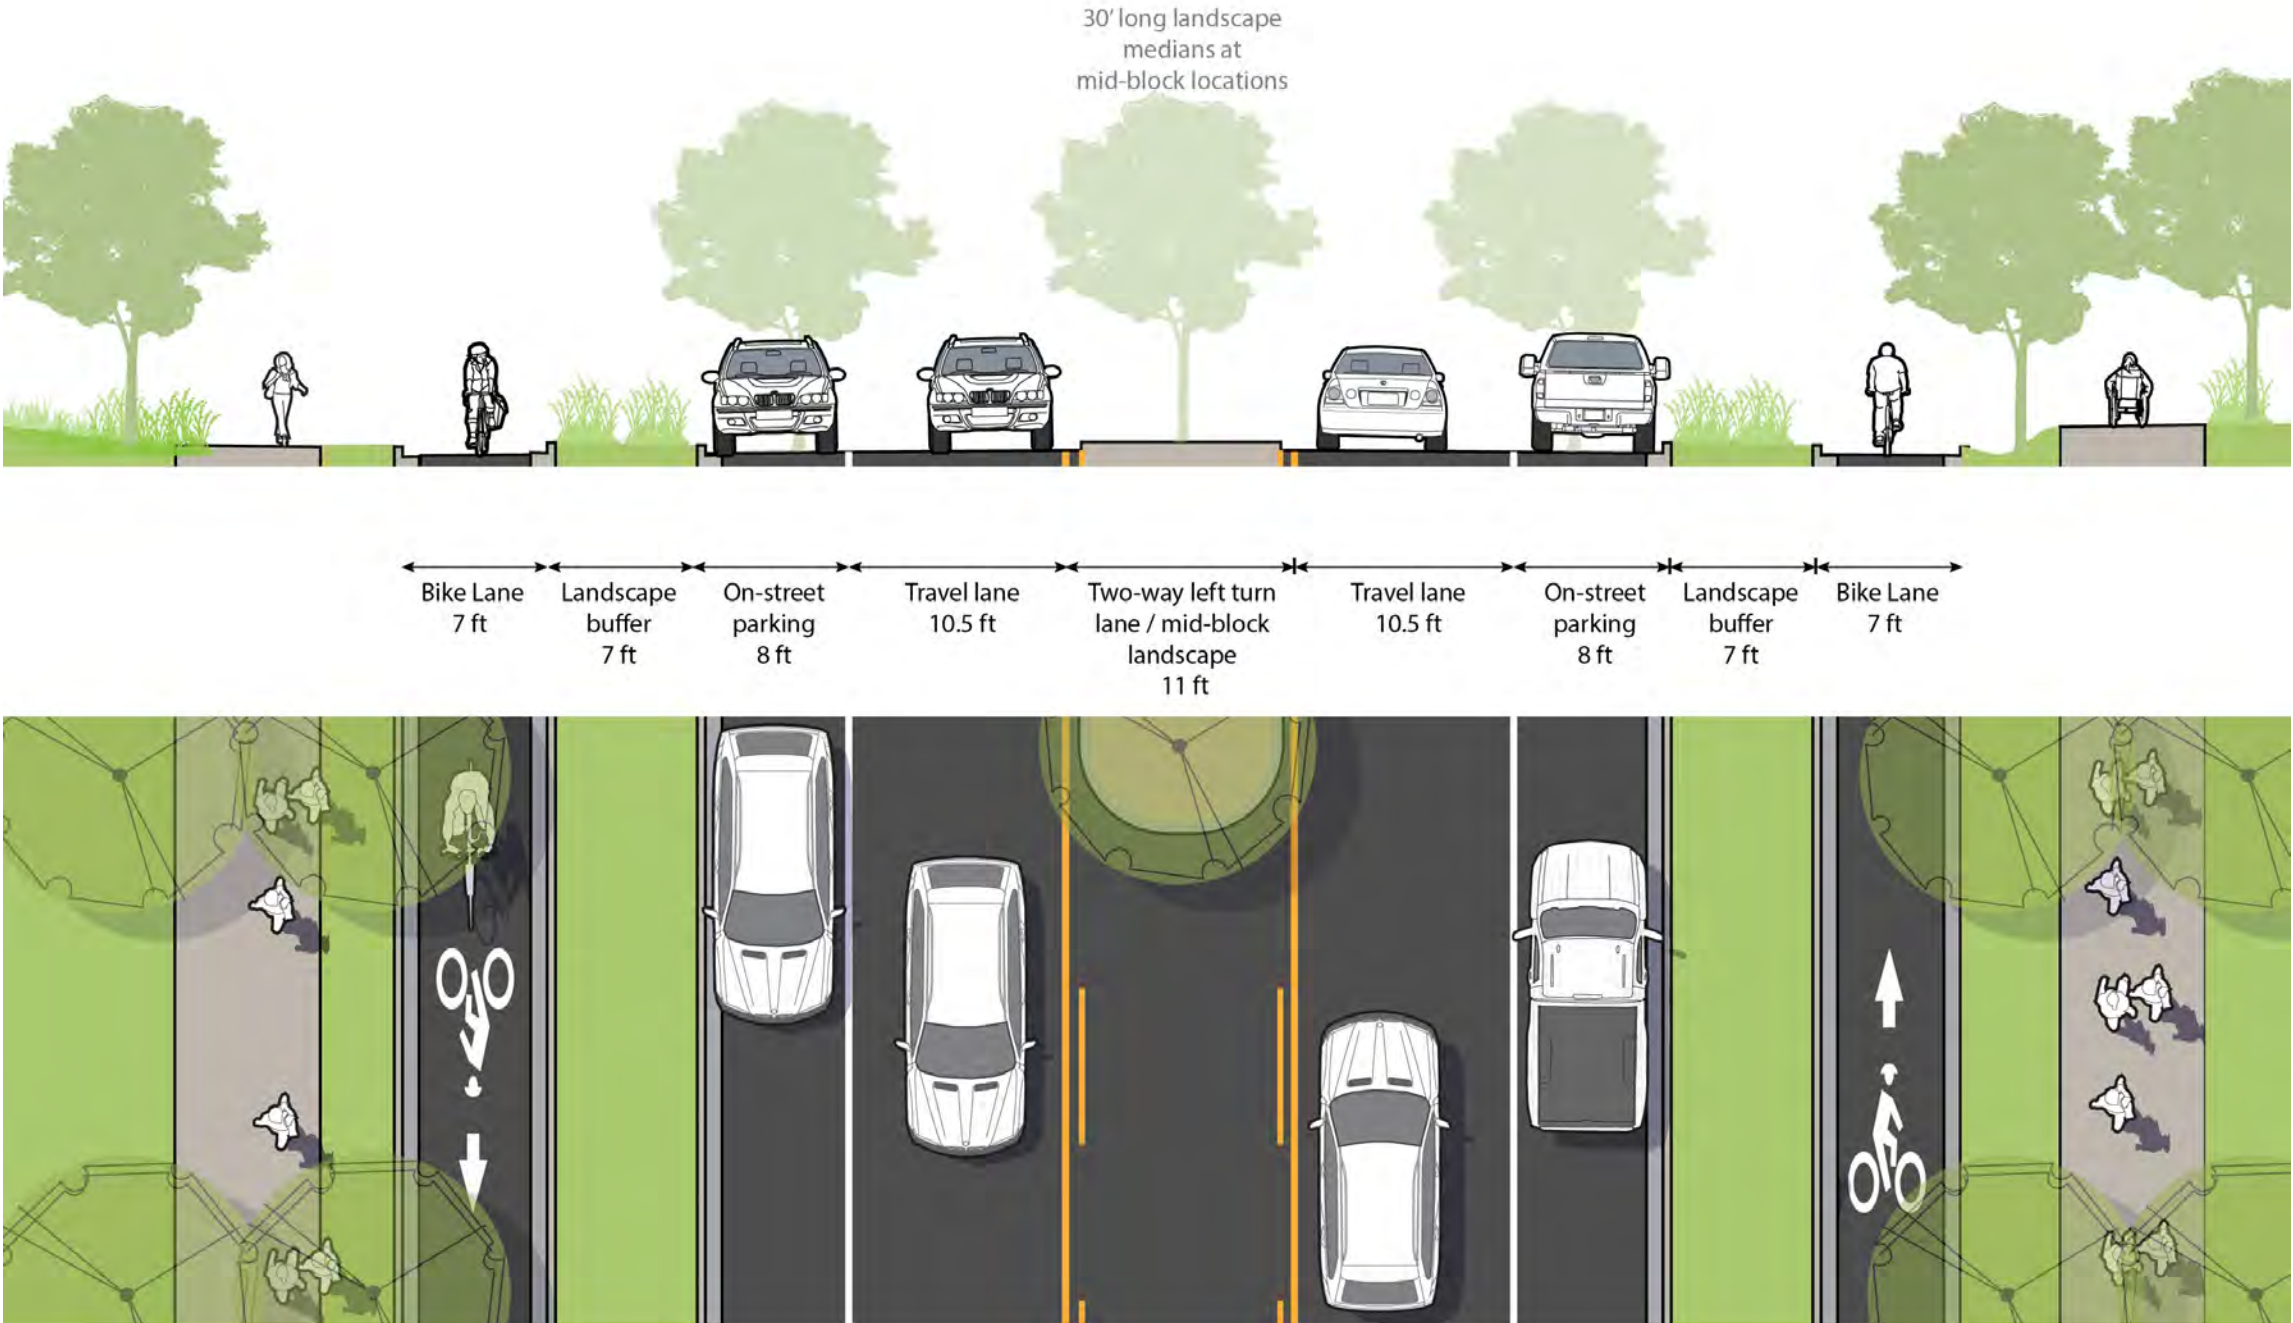 30' long landscape
medians at
mid-block locations
Bike Lane
7 ft
Landscape
buffer
7 ft
On-street
parking
8 ft
Travel lane
10.5 ft
Two-way left turn
lane / mid-block
landscape
11 ft
Travel lane
10.5 ft
On-street
parking
8 ft
Landscape
buffer
7 ft
Bike Lane
7 ft